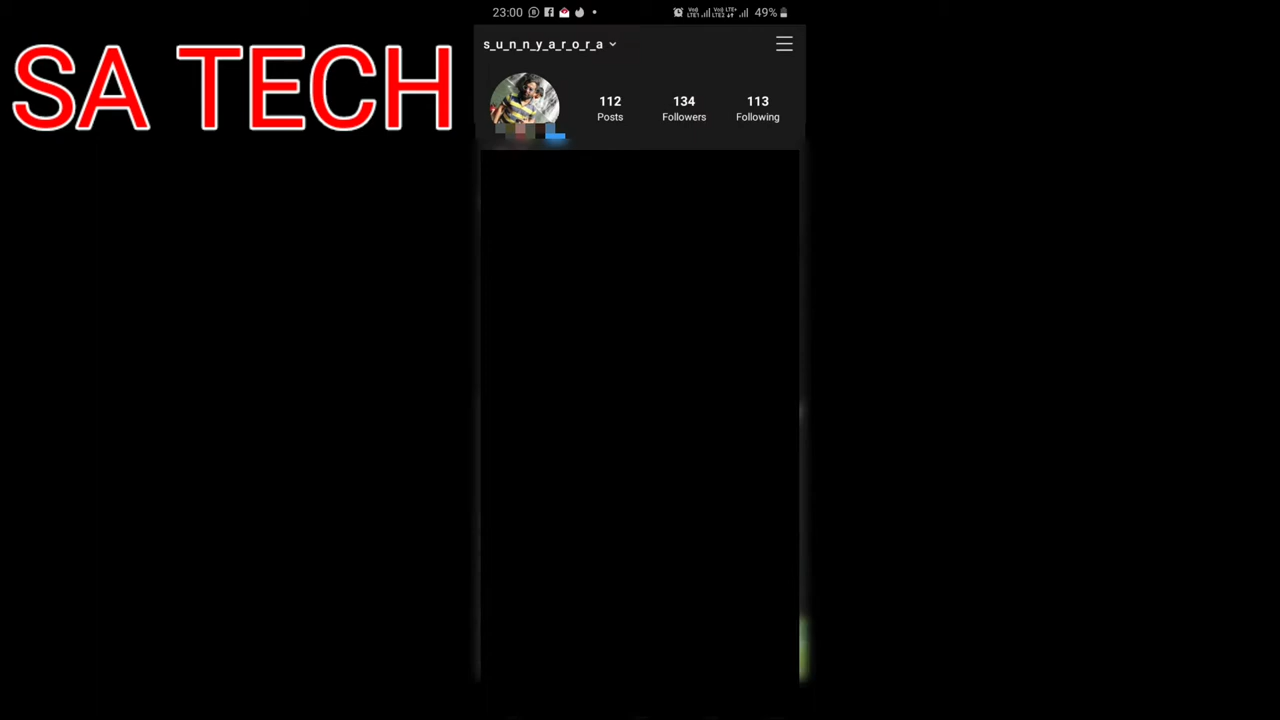 SA TECH
23:00 49%
s_u_n_n_y_a_r_o_r_a
112 134 113
Posts Followers Following